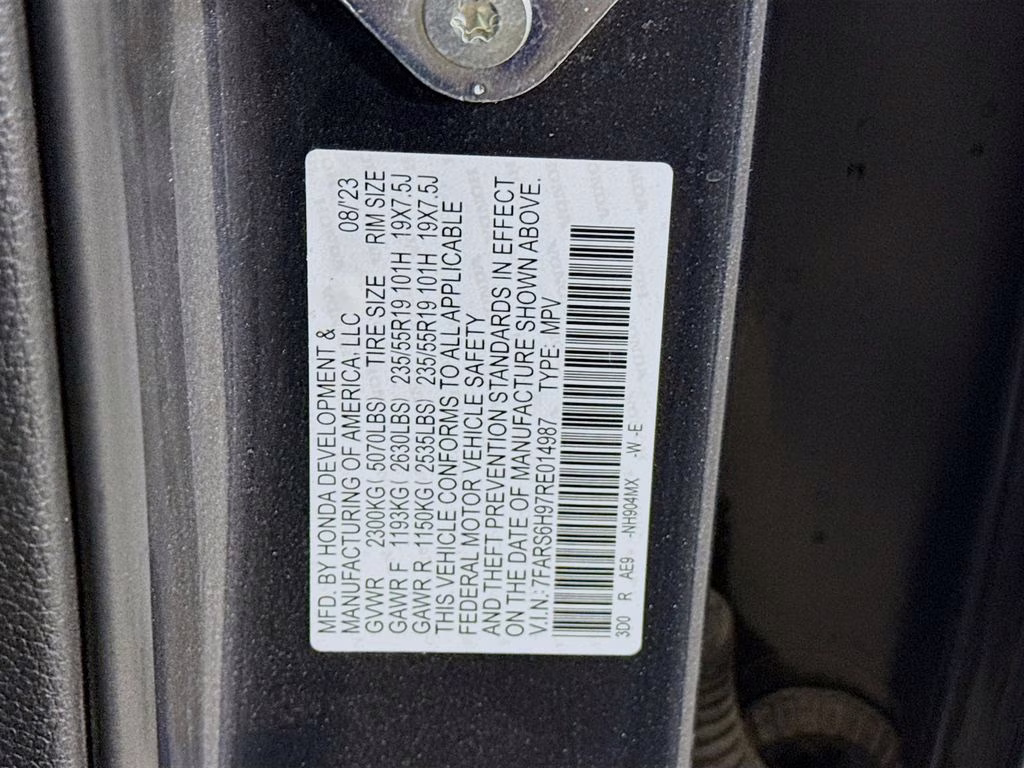 MFD. BY HONDA DEVELOPMENT &
MANUFACTURING OF AMERICA, LLC 08/'23
GVWR 2300KG( 5070LBS) TIRE SIZE RIM SIZE
GAWR F 1193KG( 2630LBS) 235/55R19 101H 19X7.5J
GAWR R 1150KG( 2535LBS) 235/55R19 101H 19X7.5J
THIS VEHICLE CONFORMS TO ALL APPLICABLE
FEDERAL MOTOR VEHICLE SAFETY
AND THEFT PREVENTION STANDARDS IN EFFECT
ON THE DATE OF MANUFACTURE SHOWN ABOVE.
V.I.N.:7FARS6H97RE014987 TYPE: MPV
3D0 R AE9 -NH904MX -W -E